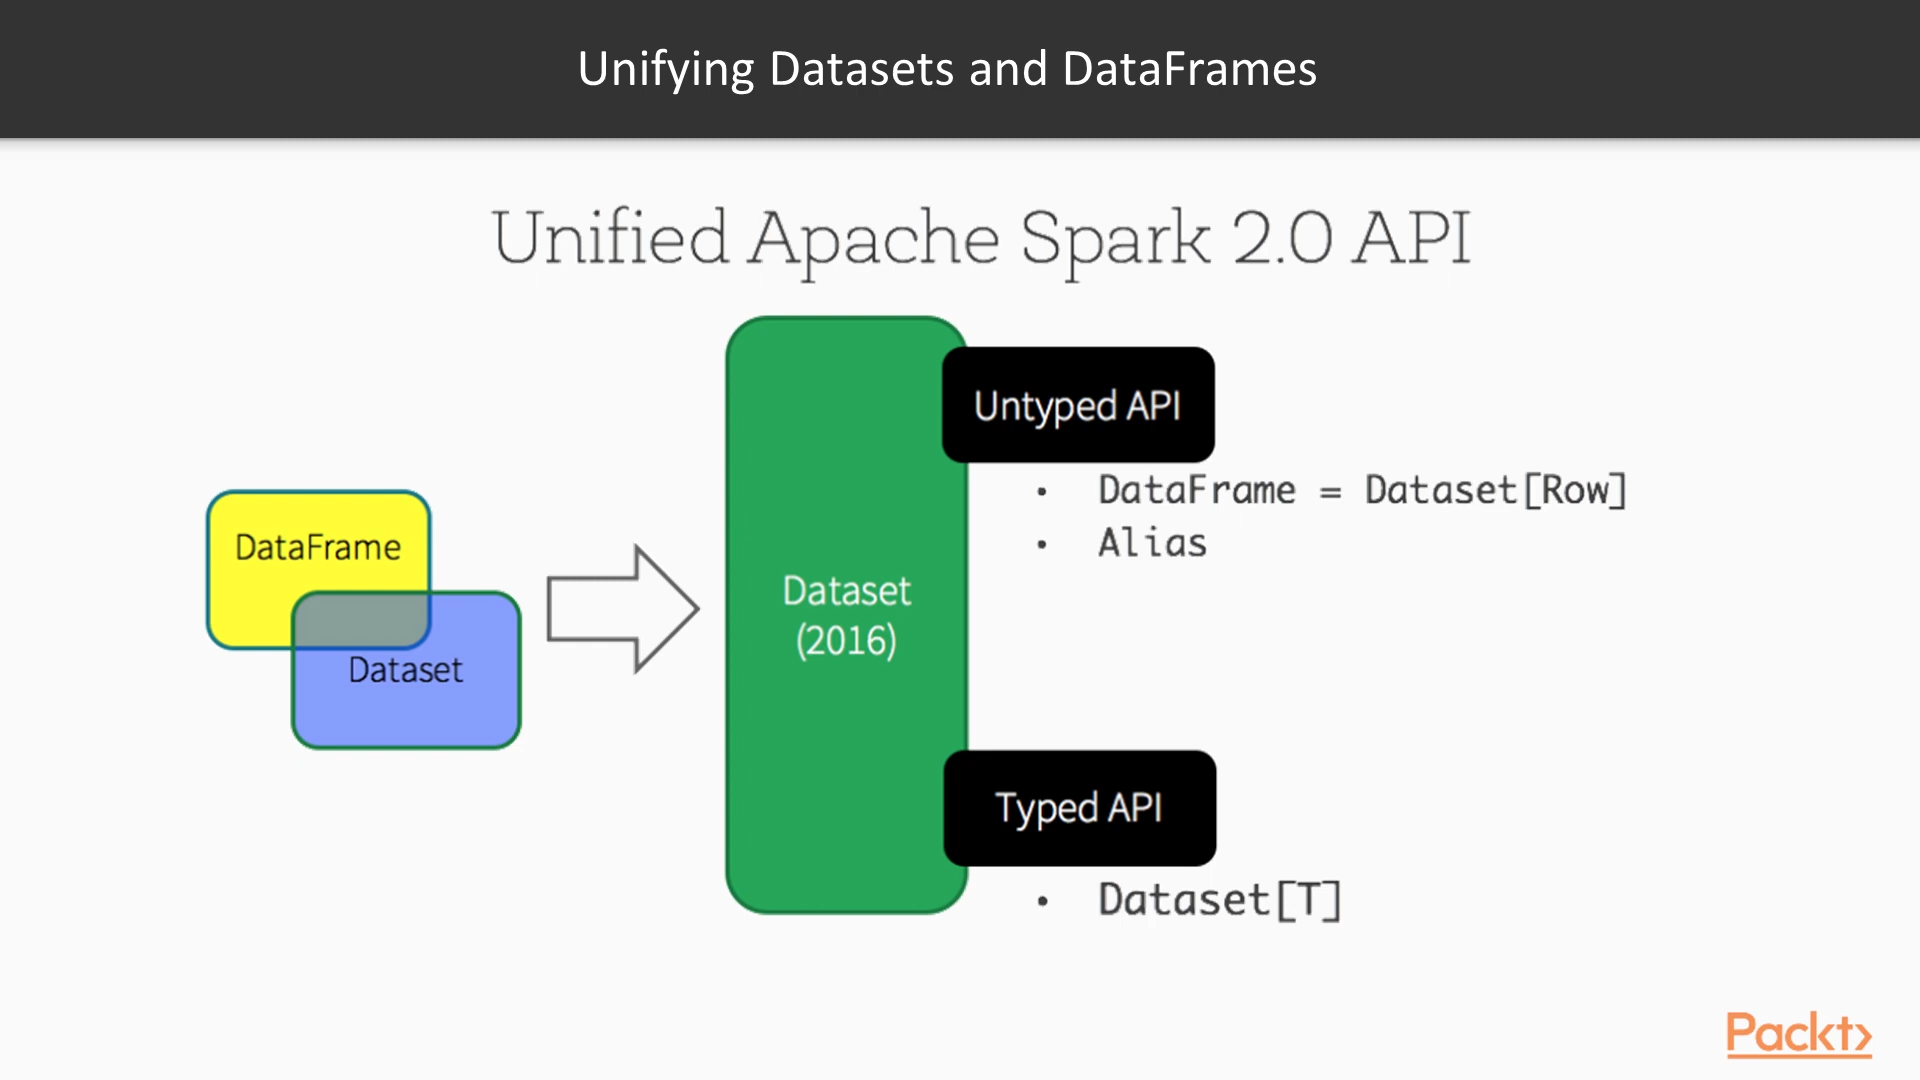 Unifying Datasets and DataFrames
Unified Apache Spark 2.0 API
DataFrame
Dataset
Dataset
(2016)
Untyped API
• DataFrame = Dataset[Row]
• Alias
Typed API
• Dataset[T]
Packt>